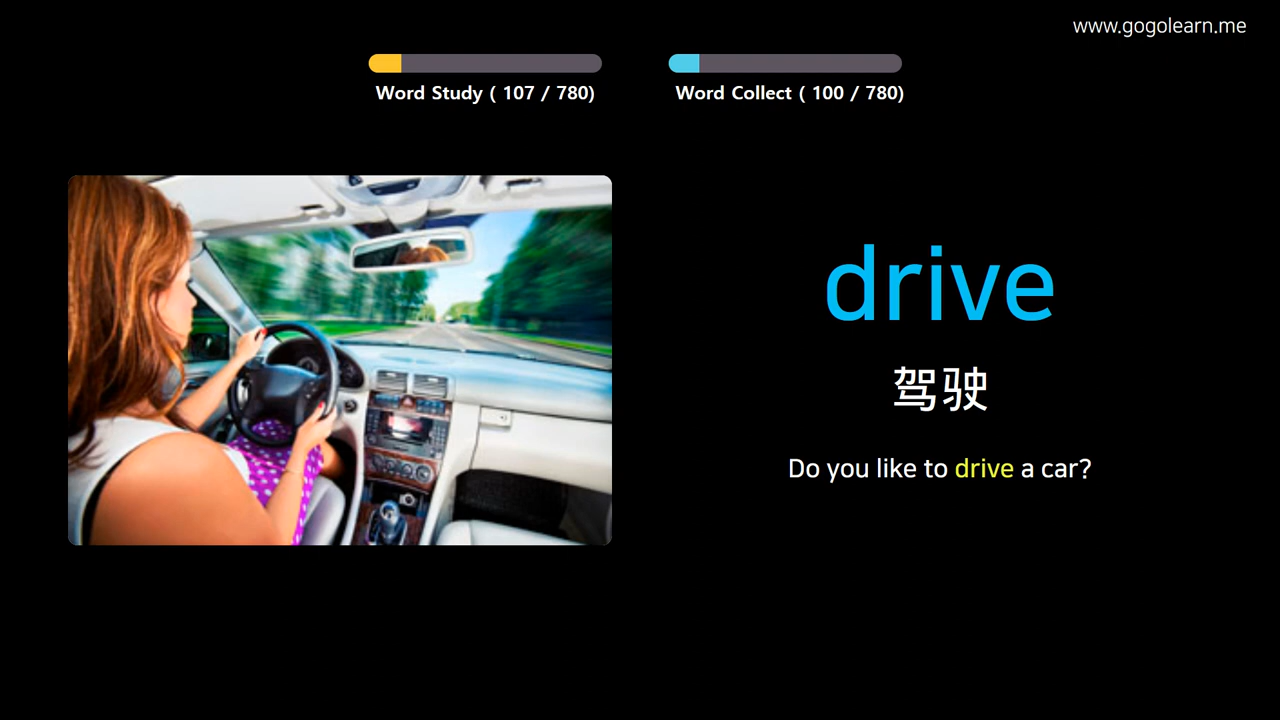 www.gogolearn.me
Word Study ( 107 / 780)
Word Collect ( 100 / 780)
drive
驾驶
Do you like to drive a car?